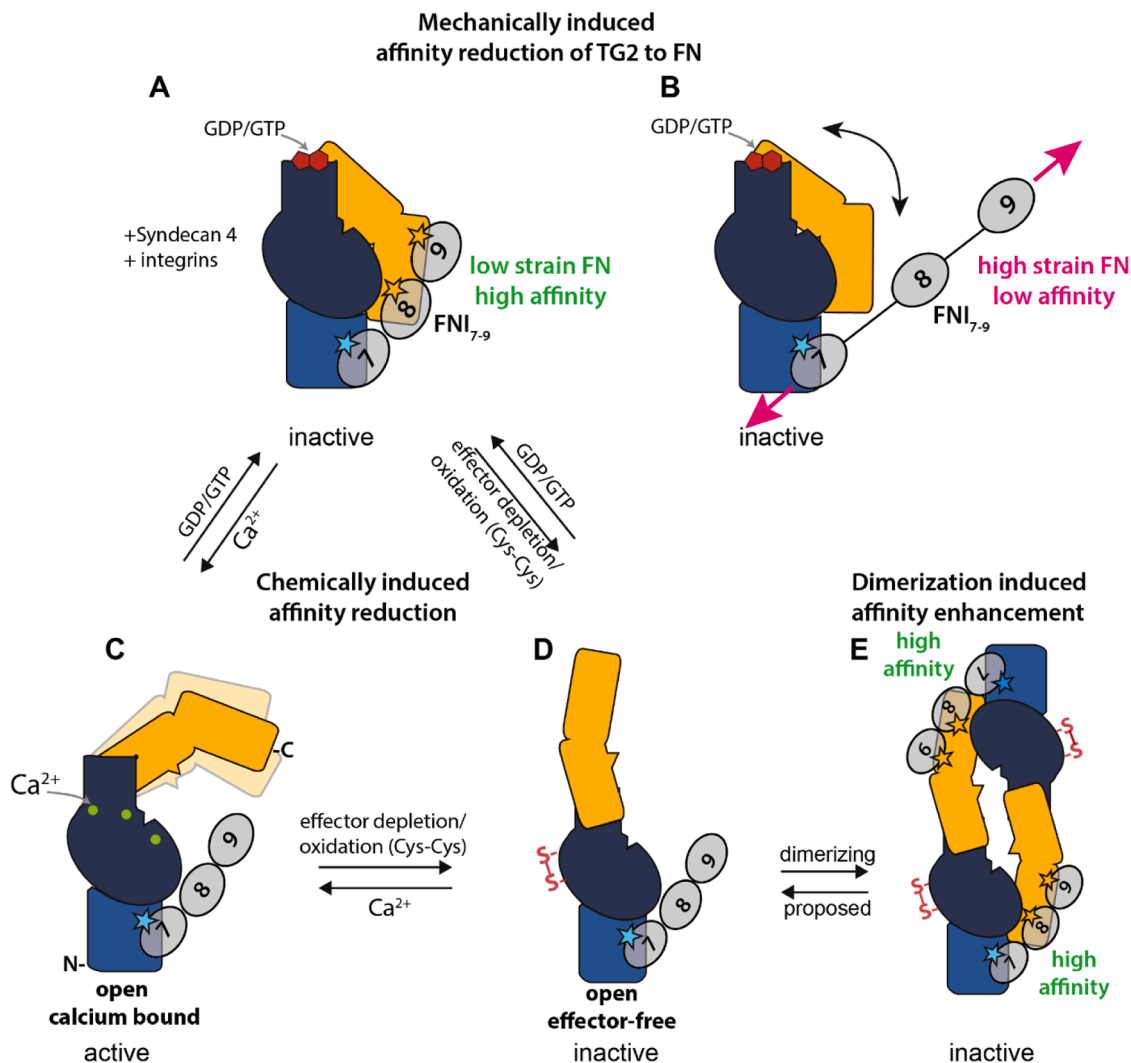 Mechanically induced
affinity reduction of TG2 to FN
A
GDP/GTP
+Syndecan 4
+ integrins
9
8
7
low strain FN
high affinity
FNI7-9
inactive
B
GDP/GTP
9
8
7
high strain FN
low affinity
FNI7-9
inactive
GDP/GTP
Ca2+
GDP/GTP
effector depletion/
oxidation (Cys-Cys)
Chemically induced
affinity reduction
Dimerization induced
affinity enhancement
C
-C
Ca2+
9
8
7
N-
open
calcium bound
active
effector depletion/
oxidation (Cys-Cys)
Ca2+
D
S
S
9
8
7
open
effector-free
inactive
dimerizing
proposed
E
high
affinity
7
8
9
S
S
S
S
9
8
7
high
affinity
inactive